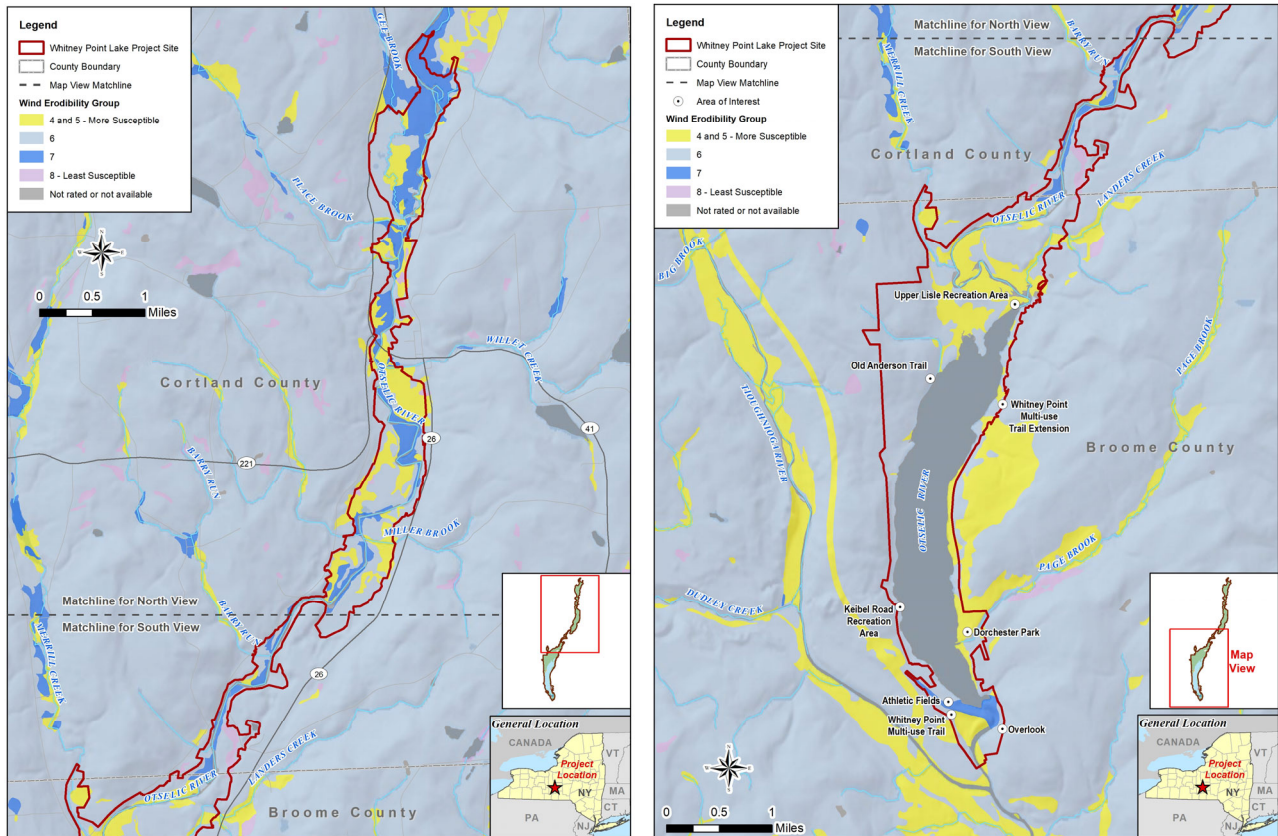 Legend
Whitney Point Lake Project Site
County Boundary
Map View Matchline
Wind Erodibility Group
4 and 5 - More Susceptible
6
7
8 - Least Susceptible
Not rated or not available
N
S
W
E
0 0.5 1
Miles
GEE BROOK
PLACE BROOK
WILLET CREEK
Cortland County
OTSELIC RIVER
26
41
221
BARRY RUN
MILLER BROOK
Matchline for North View
Matchline for South View
BARRY RUN
MERRILL CREEK
26
OTSELIC RIVER
LANDERS CREEK
Broome County
General Location
CANADA
VT
Project
Location
NY
MA
CT
PA
NJ
Legend
Whitney Point Lake Project Site
County Boundary
Map View Matchline
Area of Interest
Wind Erodibility Group
4 and 5 - More Susceptible
6
7
8 - Least Susceptible
Not rated or not available
Matchline for North View
Matchline for South View
MERRILL CREEK
BARRY RUN
Cortland County
LANDERS CREEK
OTSELIC RIVER
BIG BROOK
Upper Lisle Recreation Area
PAGE BROOK
Old Anderson Trail
TIOUGHNIOGA RIVER
Whitney Point
Multi-use
Trail Extension
Broome County
OTSELIC RIVER
PAGE BROOK
DUDLEY CREEK
Keibel Road
Recreation
Area
Dorchester Park
Athletic Fields
Whitney Point
Multi-use Trail
Overlook
Map
View
N
S
W
E
0 0.5 1
Miles
General Location
CANADA
VT
Project
Location
NY
MA
CT
PA
NJ